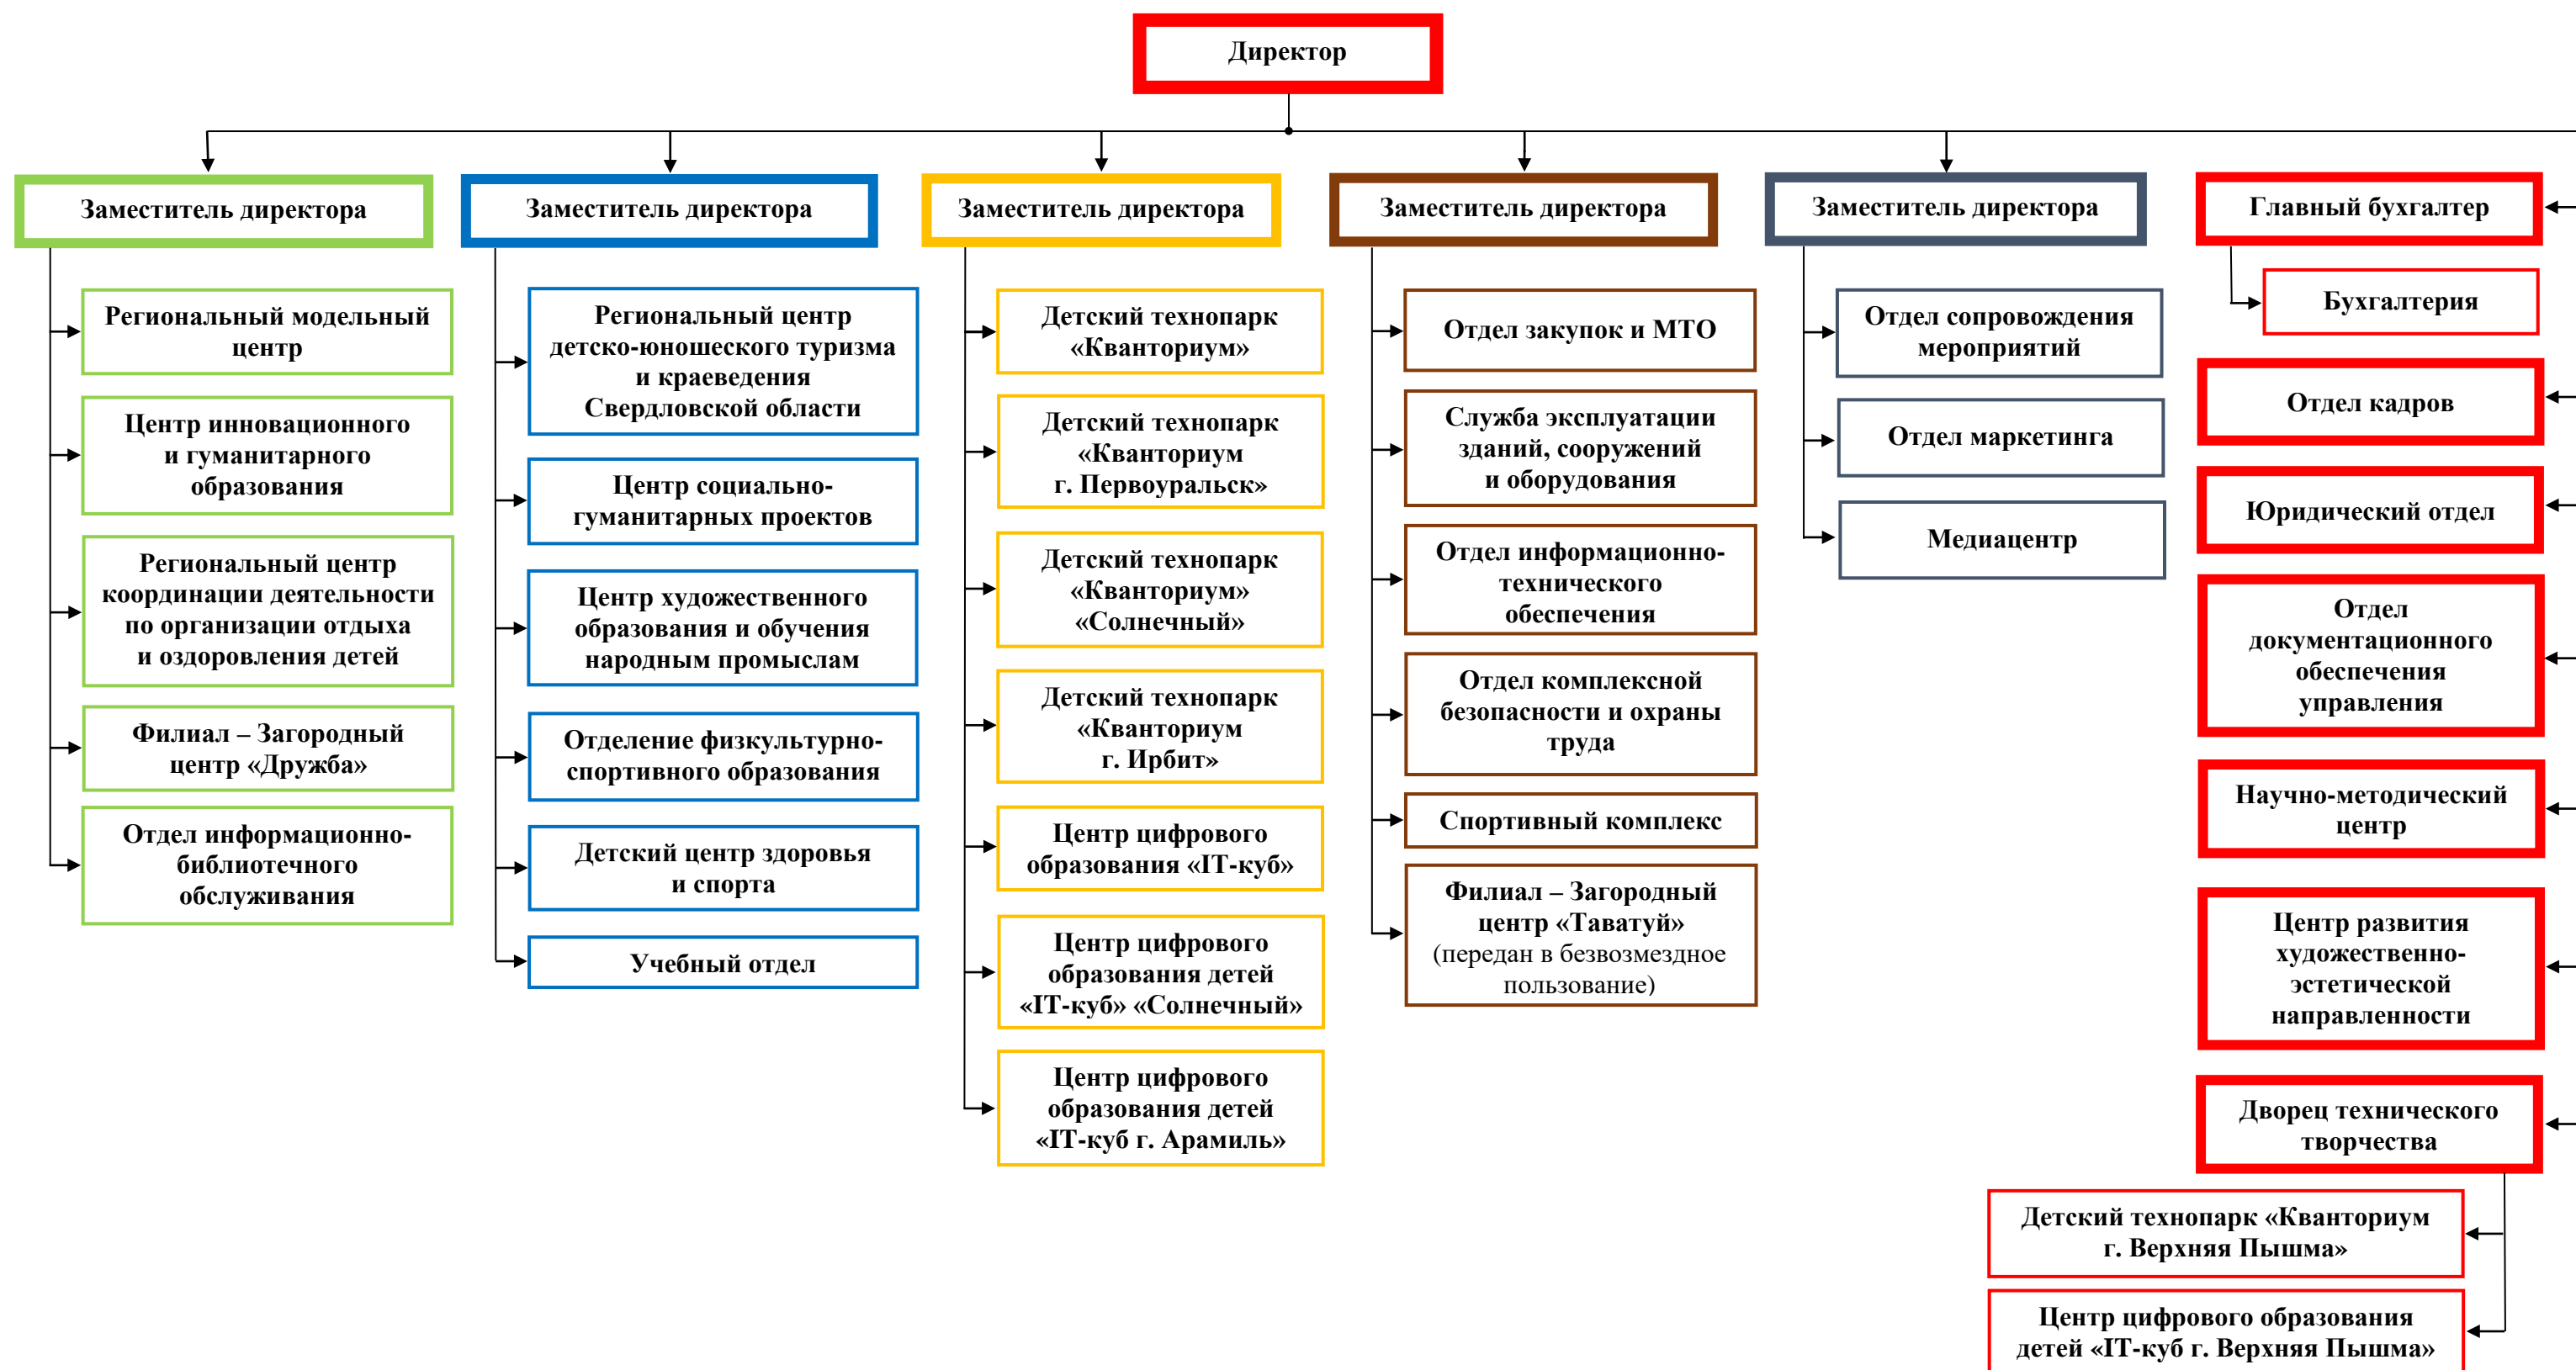 Директор
Заместитель директора
Региональный модельный
центр
Центр инновационного
и гуманитарного
образования
Региональный центр
координации деятельности
по организации отдыха
и оздоровления детей
Филиал – Загородный
центр «Дружба»
Отдел информационно-
библиотечного
обслуживания
Заместитель директора
Региональный центр
детско-юношеского туризма
и краеведения
Свердловской области
Центр социально-
гуманитарных проектов
Центр художественного
образования и обучения
народным промыслам
Отделение физкультурно-
спортивного образования
Детский центр здоровья
и спорта
Учебный отдел
Заместитель директора
Детский технопарк
«Кванториум»
Детский технопарк
«Кванториум
г. Первоуральск»
Детский технопарк
«Кванториум»
«Солнечный»
Детский технопарк
«Кванториум
г. Ирбит»
Центр цифрового
образования «IT-куб»
Центр цифрового
образования детей
«IT-куб» «Солнечный»
Центр цифрового
образования детей
«IT-куб г. Арамиль»
Заместитель директора
Отдел закупок и МТО
Служба эксплуатации
зданий, сооружений
и оборудования
Отдел информационно-
технического
обеспечения
Отдел комплексной
безопасности и охраны
труда
Спортивный комплекс
Филиал – Загородный
центр «Таватуй»
(передан в безвозмездное
пользование)
Заместитель директора
Отдел сопровождения
мероприятий
Отдел маркетинга
Медиацентр
Главный бухгалтер
Бухгалтерия
Отдел кадров
Юридический отдел
Отдел
документационного
обеспечения
управления
Научно-методический
центр
Центр развития
художественно-
эстетической
направленности
Дворец технического
творчества
Детский технопарк «Кванториум
г. Верхняя Пышма»
Центр цифрового образования
детей «IT-куб г. Верхняя Пышма»